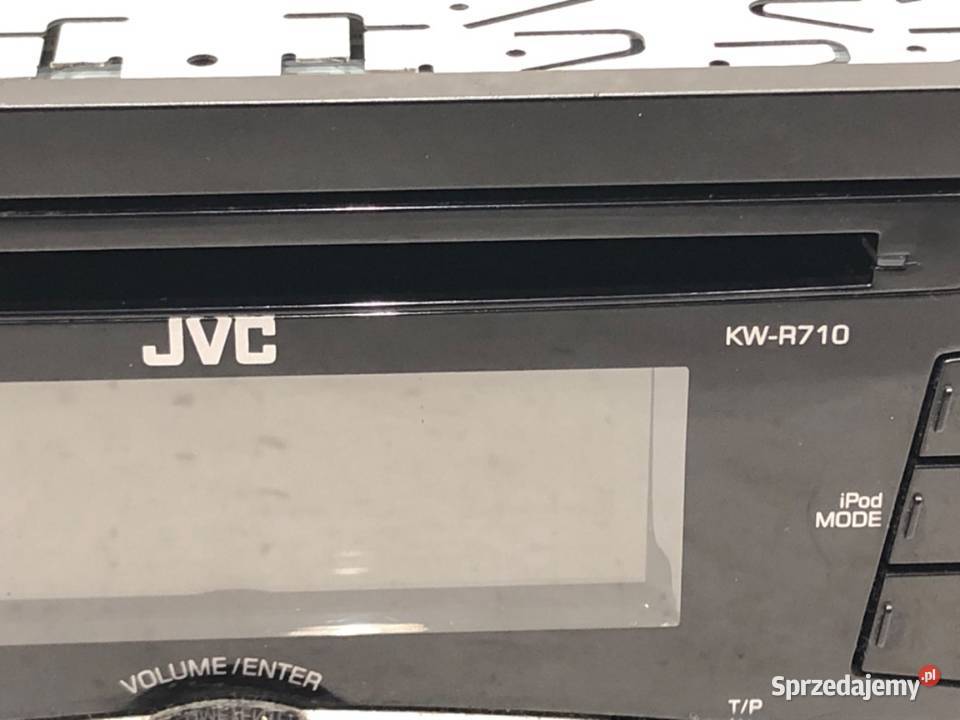 JVC
KW-R710
iPod
MODE
VOLUME/ENTER
T/P
Sprzedajemy.pl